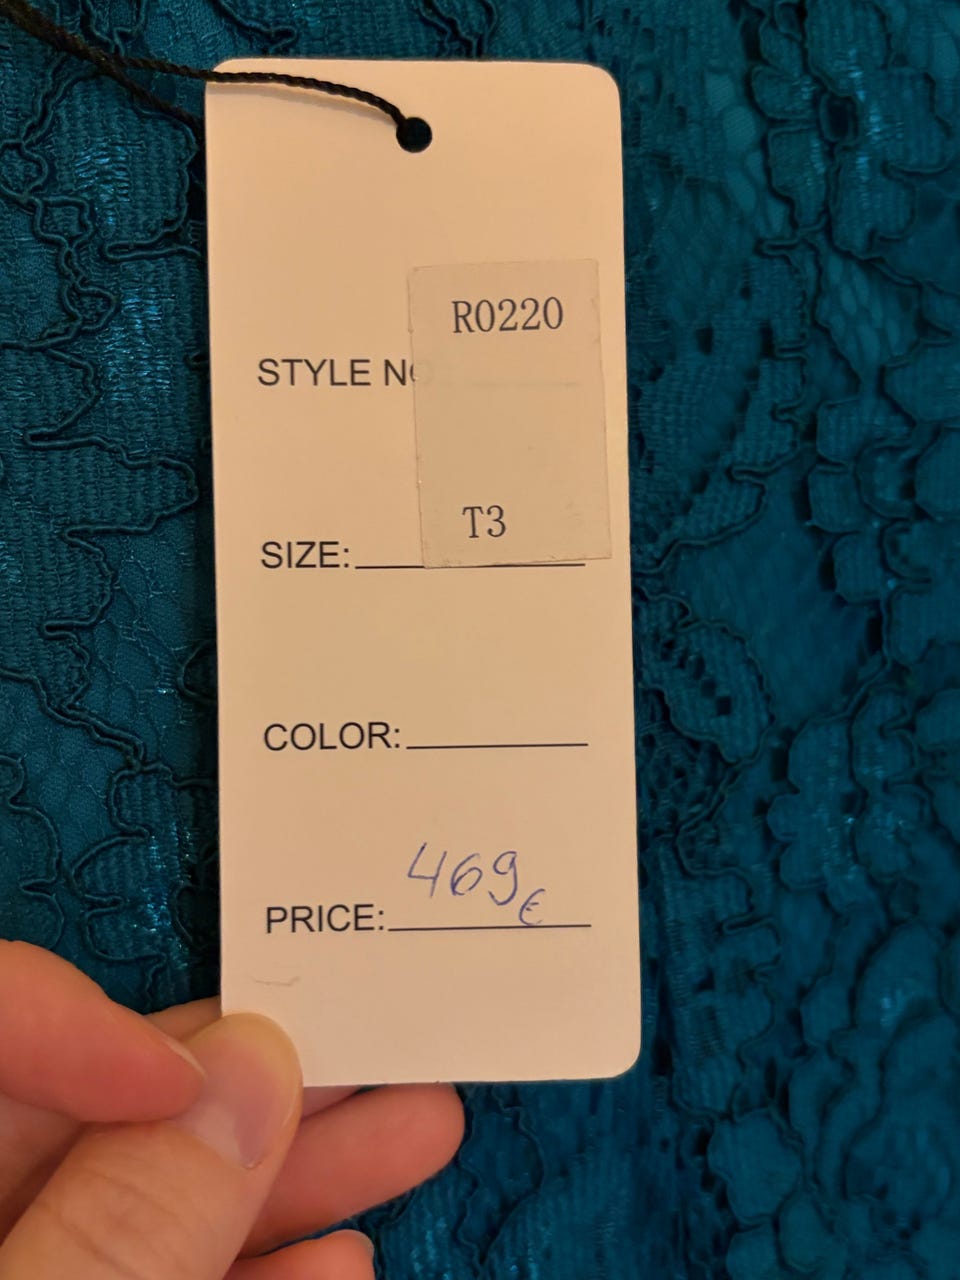 R0220
STYLE NO
T3
SIZE:
COLOR:
469€
PRICE: